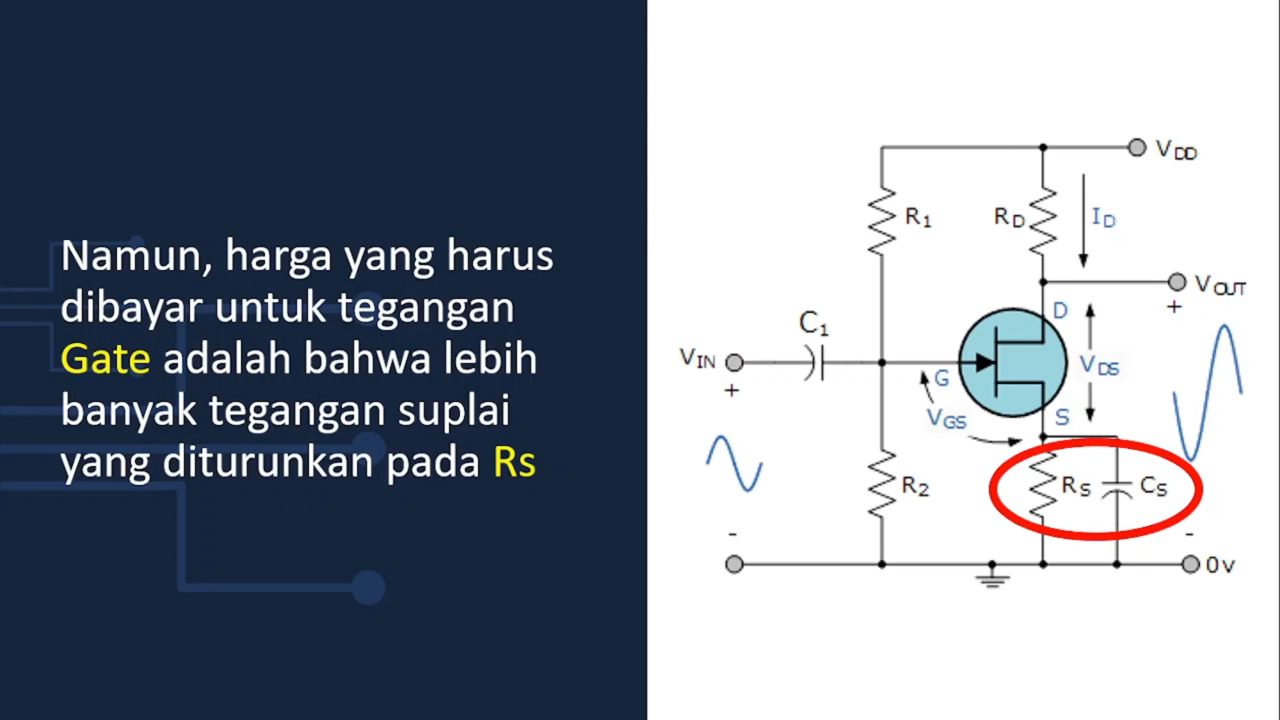 Namun, harga yang harus
dibayar untuk tegangan
Gate adalah bahwa lebih
banyak tegangan suplai
yang diturunkan pada Rs
VDD
R1
RD
ID
VOUT
+
D
C1
VIN
+
G
VDS
VGS
S
R2
RS
CS
-
-
0v